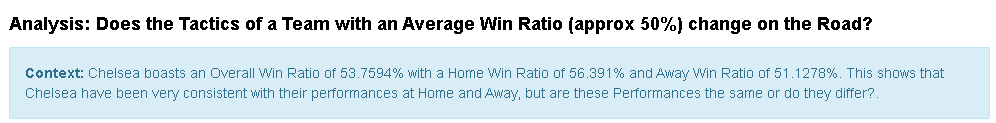 Analysis: Does the Tactics of a Team with an Average Win Ratio (approx 50%) change on the Road?
Context: Chelsea boasts an Overall Win Ratio of 53.7594% with a Home Win Ratio of 56.391% and Away Win Ratio of 51.1278%. This shows that
Chelsea have been very consistent with their performances at Home and Away, but are these Performances the same or do they differ?.